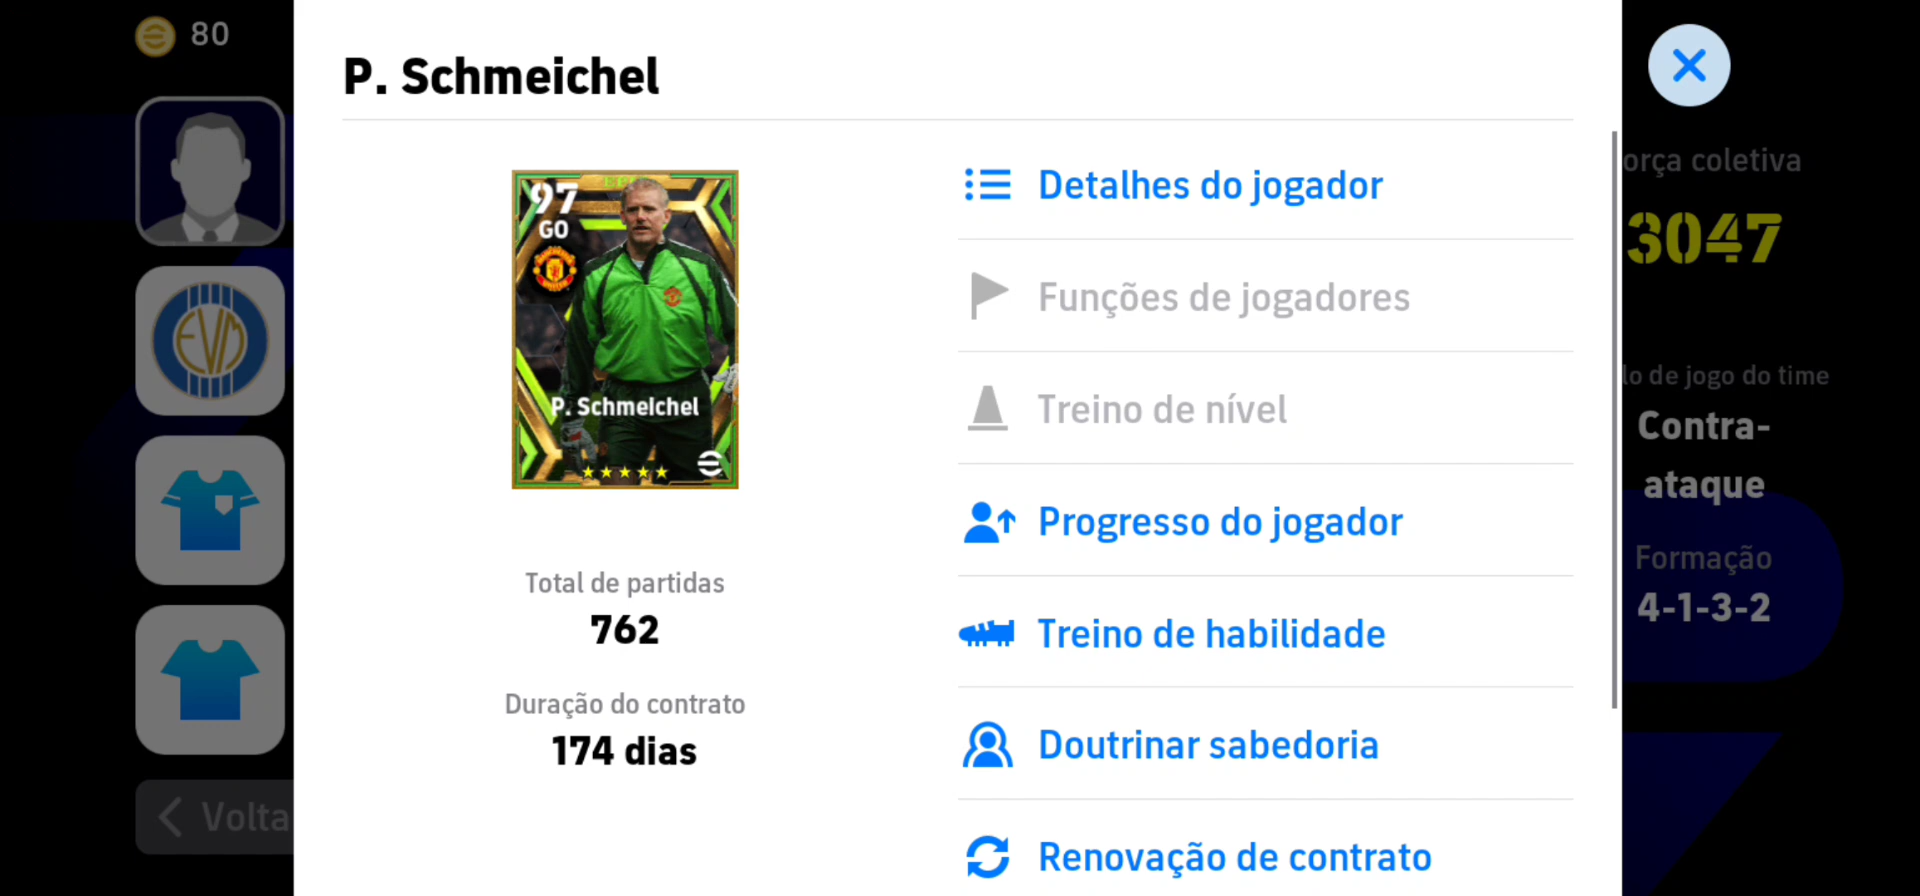 80
P. Schmeichel
97
GO
P. Schmeichel
Total de partidas
762
Duração do contrato
174 dias
Detalhes do jogador
Funções de jogadores
Treino de nível
Progresso do jogador
Treino de habilidade
Doutrinar sabedoria
Renovação de contrato
EVM
Volta
orça coletiva
3047
lo de jogo do time
Contra-
ataque
Formação
4-1-3-2